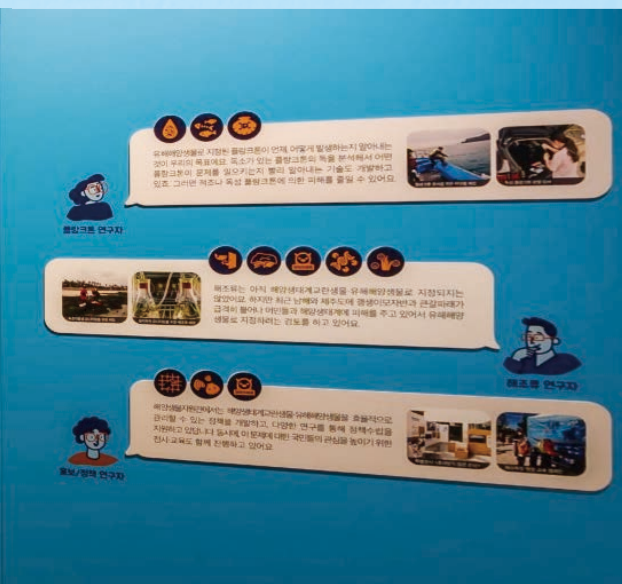 유해해양생물로 지정된 플랑크톤이 언제, 어떻게 발생하는지 알아내는
것이 우리의 목표예요. 독소가 있는 플랑크톤의 독을 분석해서 어떤
플랑크톤이 문제를 일으키는지 빨리 알아내는 기술도 개발하고
있죠. 그러면 적조나 독성 플랑크톤에 의한 피해를 줄일 수 있어요.
플랑크톤 연구자
해조류는 아직 해양생태계교란생물·유해해양생물로 지정되지는
않았어요. 하지만 최근 남해와 제주도에 괭생이모자반과 큰갈파래가
급격히 불어나 어민들과 해양생태계에 피해를 주고 있어서 유해해양
생물로 지정하려는 검토를 하고 있어요.
해조류 연구자
해양생물자원관에서는 해양생태계교란생물·유해해양생물을 효율적으로
관리할 수 있는 정책을 개발하고, 다양한 연구를 통해 정책수립을
지원하고 있답니다. 동시에, 이 문제에 대한 국민들의 관심을 높이기 위한
전시·교육도 함께 진행하고 있어요.
홍보/정책 연구자